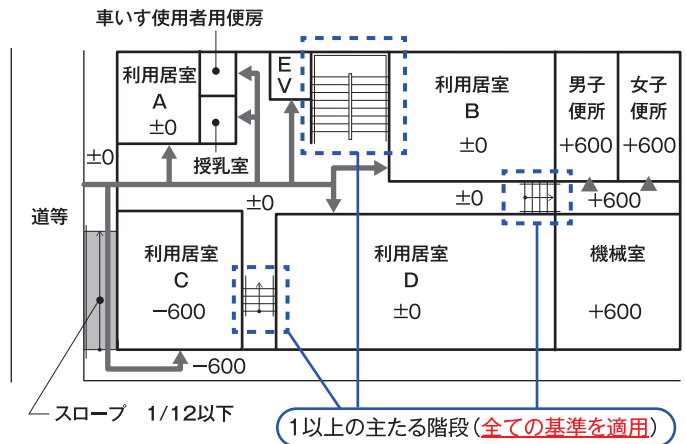 車いす使用者用便房
利用居室
A
±0
E
V
利用居室
B
±0
男子
便所
+600
女子
便所
+600
±0
授乳室
±0
±0
+600
道等
利用居室
C
−600
利用居室
D
±0
機械室
+600
−600
スロープ 1/12以下
1以上の主たる階段(全ての基準を適用)